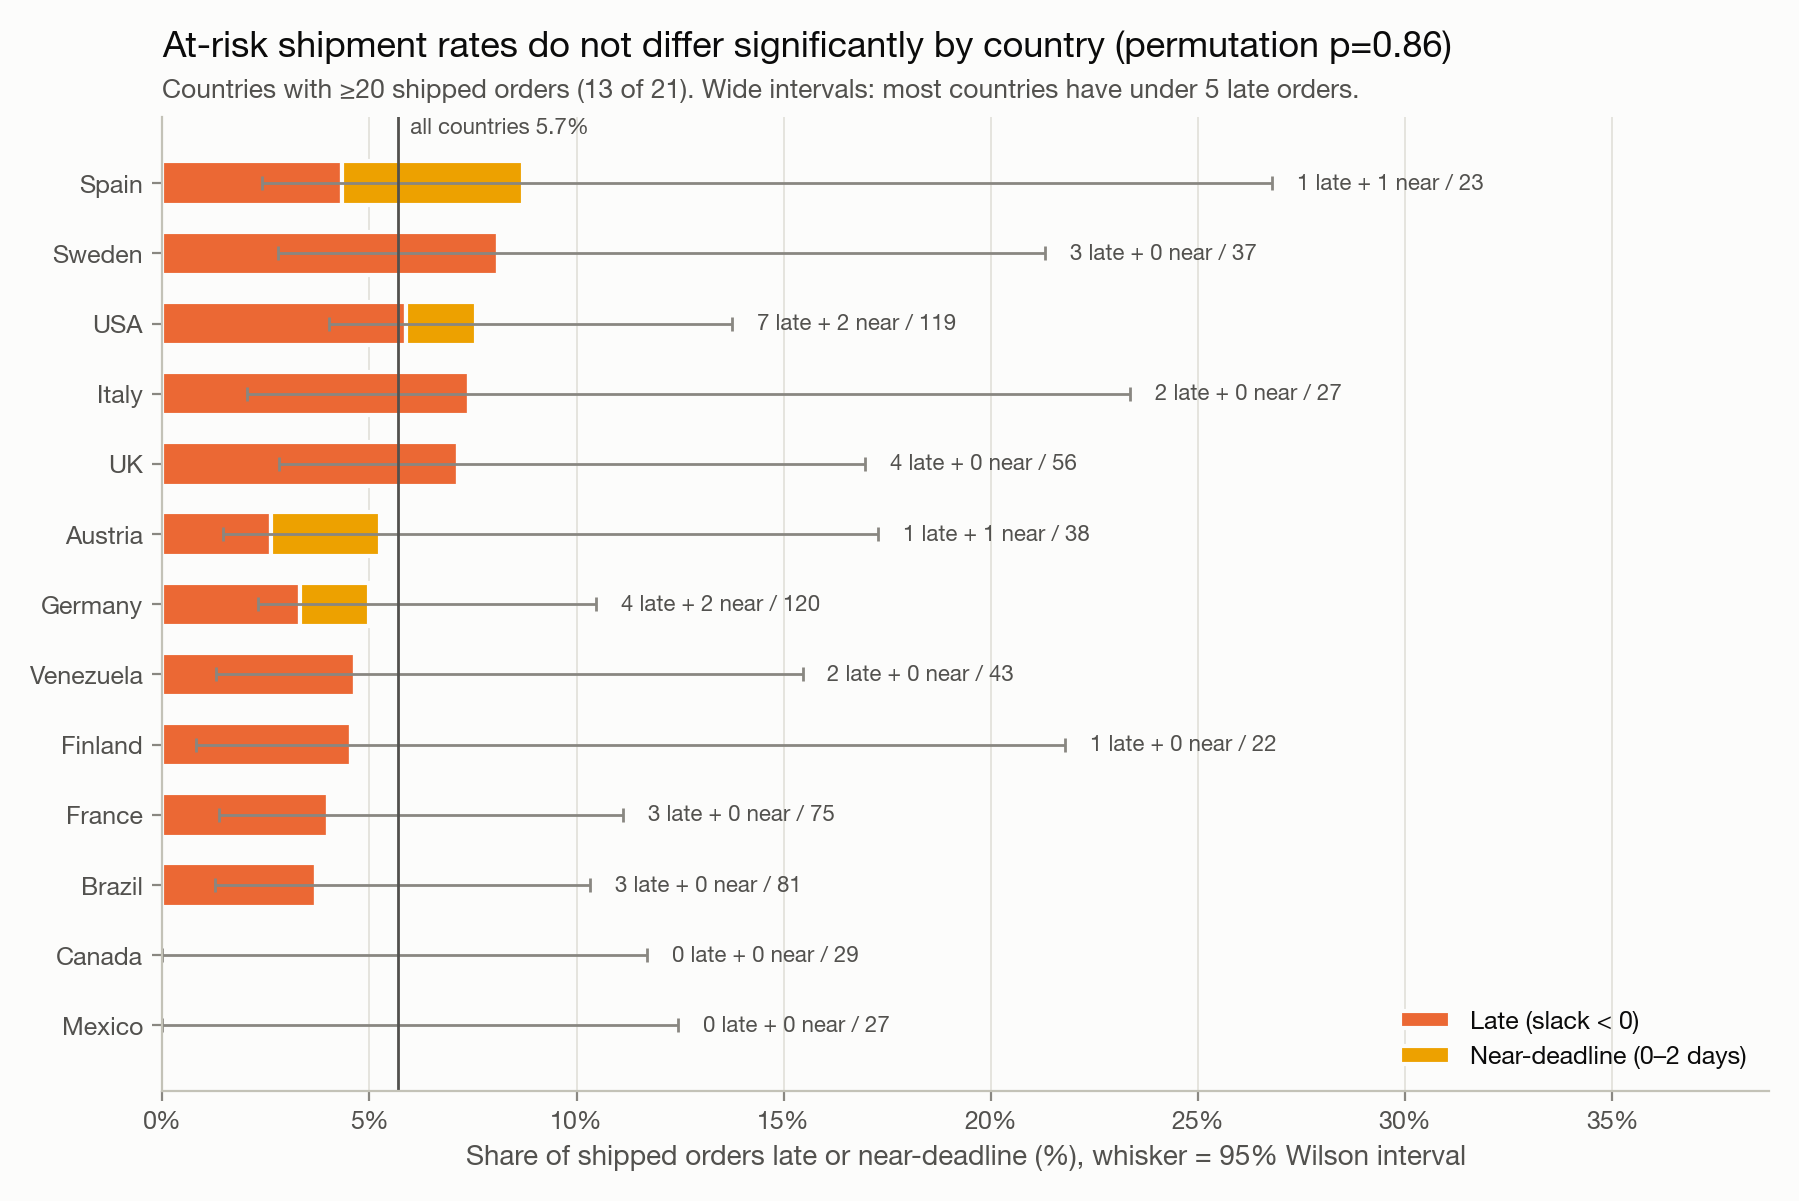 At-risk shipment rates do not differ significantly by country (permutation p=0.86)
Countries with ≥20 shipped orders (13 of 21). Wide intervals: most countries have under 5 late orders.
all countries 5.7%
Spain 1 late + 1 near / 23
Sweden 3 late + 0 near / 37
USA 7 late + 2 near / 119
Italy 2 late + 0 near / 27
UK 4 late + 0 near / 56
Austria 1 late + 1 near / 38
Germany 4 late + 2 near / 120
Venezuela 2 late + 0 near / 43
Finland 1 late + 0 near / 22
France 3 late + 0 near / 75
Brazil 3 late + 0 near / 81
Canada 0 late + 0 near / 29
Mexico 0 late + 0 near / 27
Late (slack < 0)
Near-deadline (0–2 days)
0% 5% 10% 15% 20% 25% 30% 35%
Share of shipped orders late or near-deadline (%), whisker = 95% Wilson interval